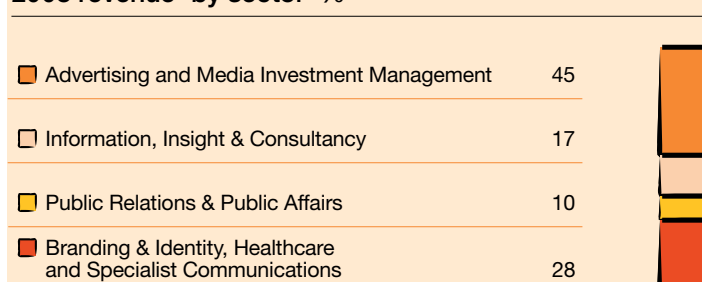 Advertising and Media Investment Management 45
Information, Insight & Consultancy 17
Public Relations & Public Affairs 10
Branding & Identity, Healthcare
and Specialist Communications 28